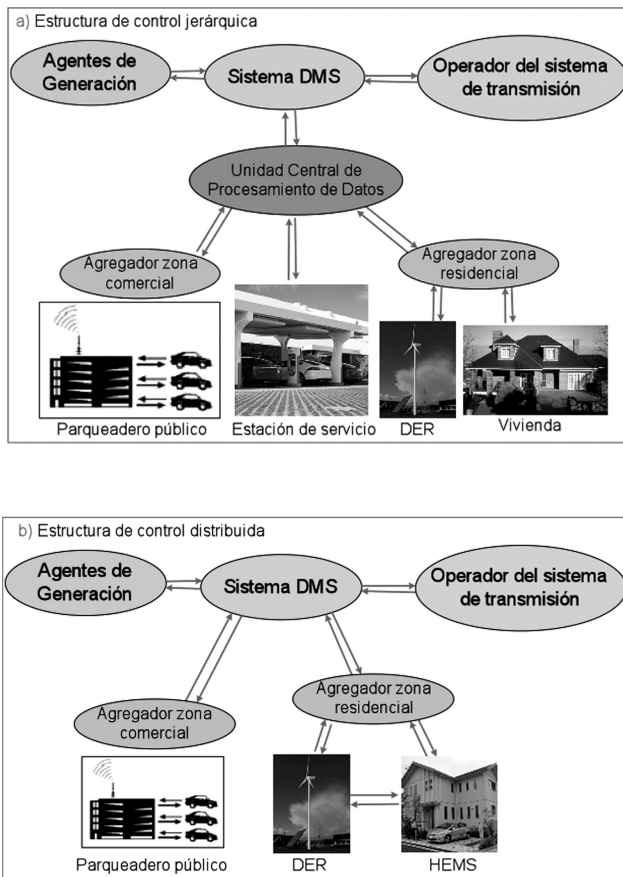 a) Estructura de control jerárquica
Agentes de
Generación
Sistema DMS
Operador del sistema
de transmisión
Unidad Central de
Procesamiento de Datos
Agregador zona
comercial
Agregador zona
residencial
Parqueadero público
Estación de servicio
DER
Vivienda
b) Estructura de control distribuida
Agentes de
Generación
Sistema DMS
Operador del sistema
de transmisión
Agregador zona
comercial
Agregador zona
residencial
Parqueadero público
DER
HEMS